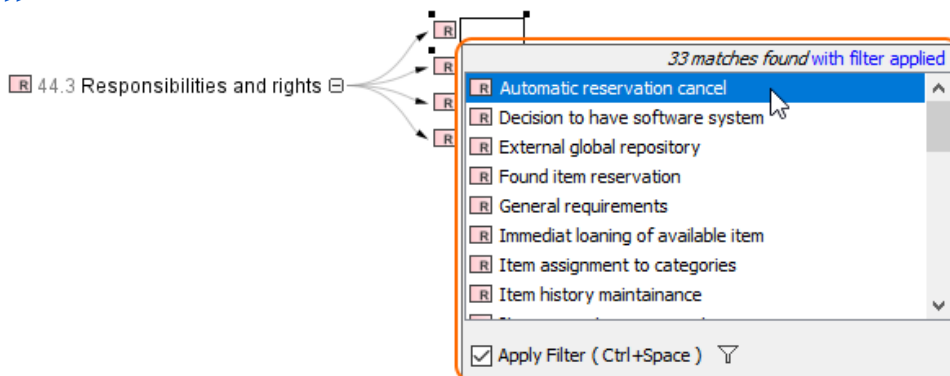 R
33 matches found with filter applied
R 44.3 Responsibilities and rights
R
R
R
R Automatic reservation cancel
R Decision to have software system
R External global repository
R Found item reservation
R General requirements
R Immediat loaning of available item
R Item assignment to categories
R Item history maintainance
Apply Filter ( Ctrl+Space )